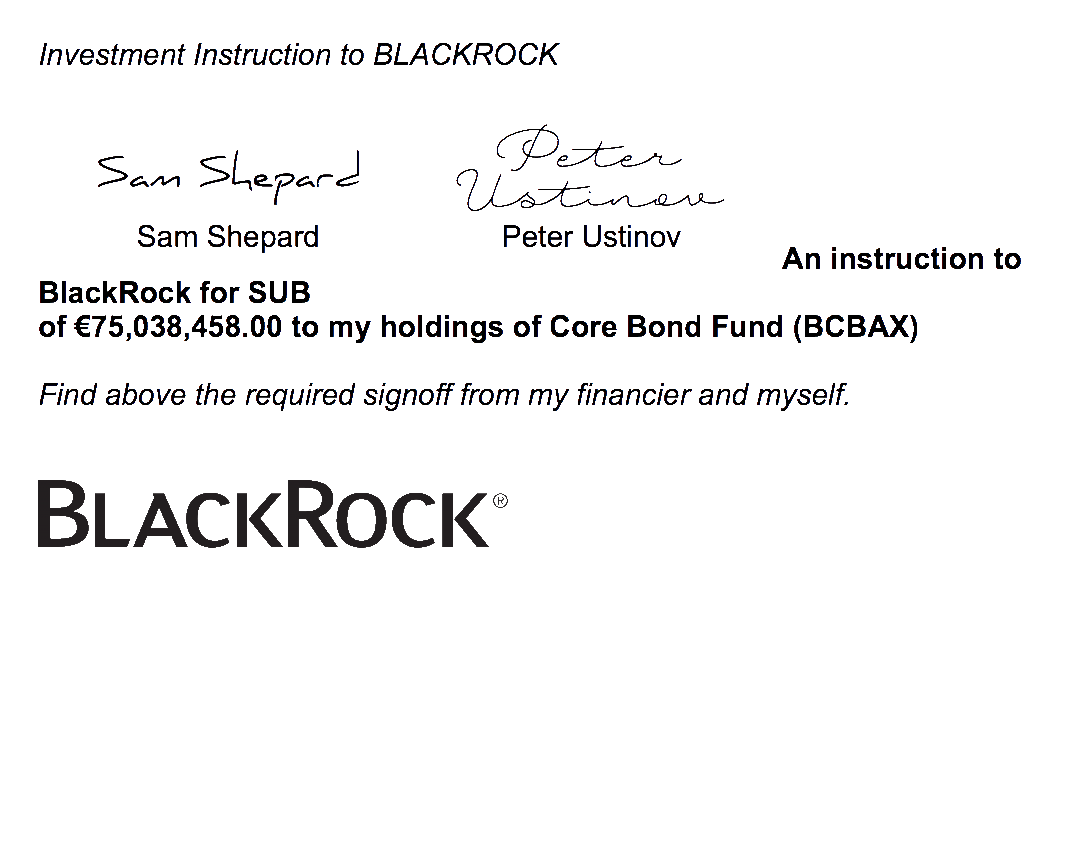 Investment Instruction to BLACKROCK
Sam Shepard
Peter
Ustinov
Sam Shepard
Peter Ustinov
An instruction to
BlackRock for SUB
of €75,038,458.00 to my holdings of Core Bond Fund (BCBAX)
Find above the required signoff from my financier and myself.
BLACKROCK®